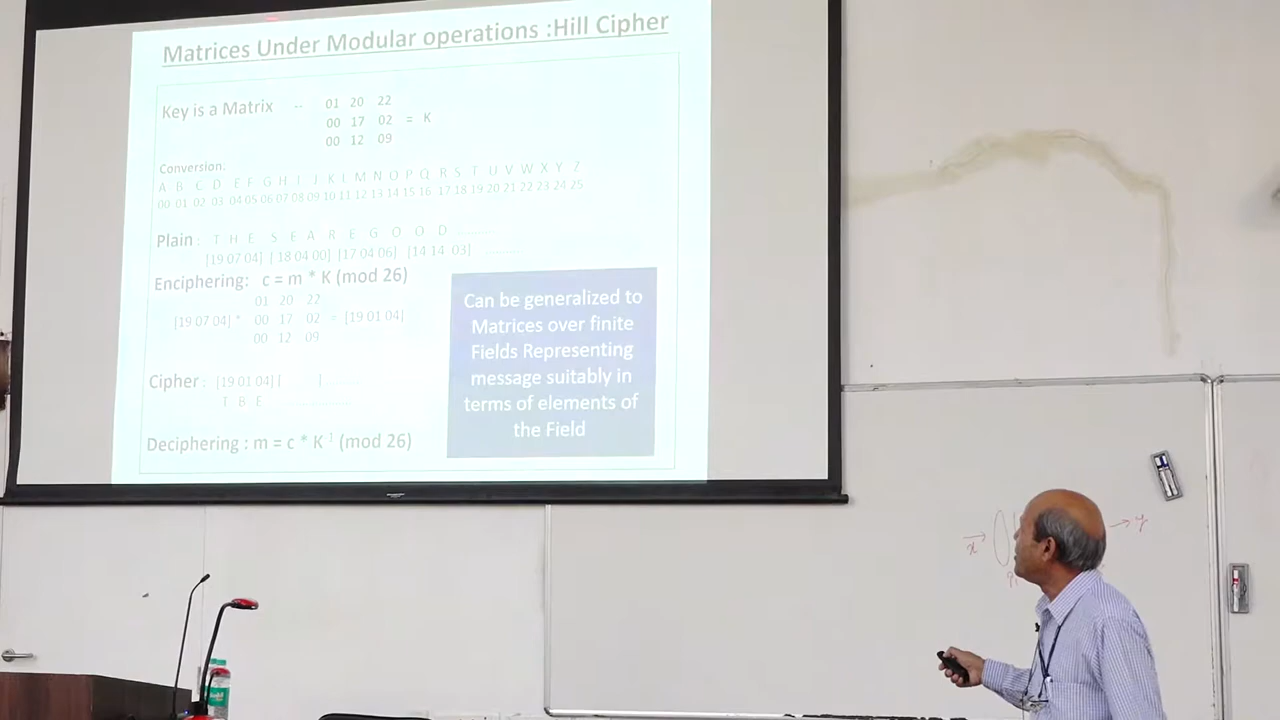 Matrices Under Modular operations :Hill Cipher
Key is a Matrix -- 01 20 22
00 17 02 = K
00 12 09
Conversion:
A B C D E F G H I J K L M N O P Q R S T U V W X Y Z
00 01 02 03 04 05 06 07 08 09 10 11 12 13 14 15 16 17 18 19 20 21 22 23 24 25
Plain : T H E S E A R E G O O D ............
[19 07 04] [ 18 04 00] [17 04 06] [14 14 03] ..........
Enciphering: c = m * K (mod 26)
01 20 22
[19 07 04] * 00 17 02 = [19 01 04]
00 12 09
Cipher : [19 01 04] [ ] ..............
T B E ......................
Deciphering : m = c * K⁻¹ (mod 26)
Can be generalized to
Matrices over finite
Fields Representing
message suitably in
terms of elements of
the Field
x → → y